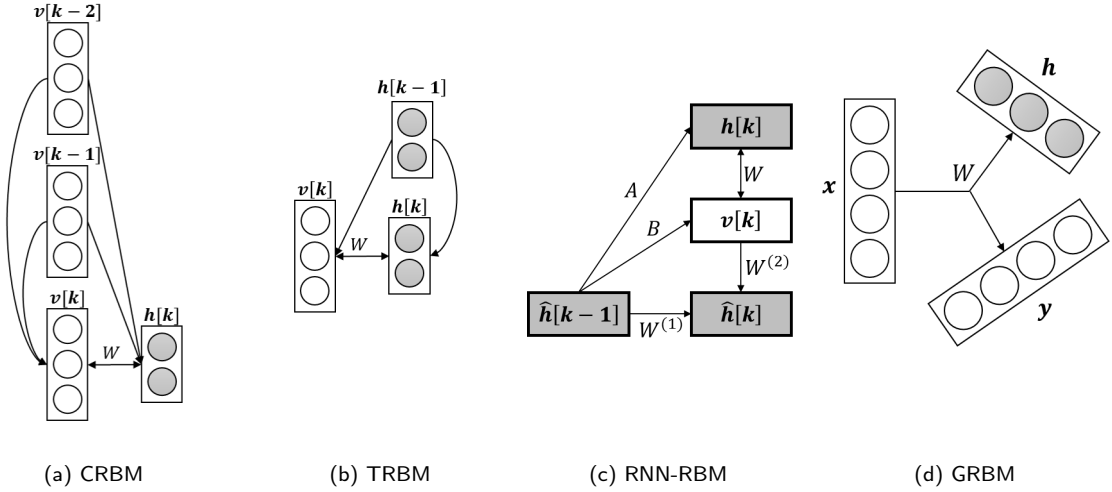 v[k−2]
v[k−1]
v[k]
W
h[k]
(a) CRBM
h[k−1]
v[k]
h[k]
W
(b) TRBM
h[k]
A
W
B
v[k]
W⁽²⁾
ĥ[k−1]
W⁽¹⁾
ĥ[k]
(c) RNN-RBM
h
x
W
y
(d) GRBM